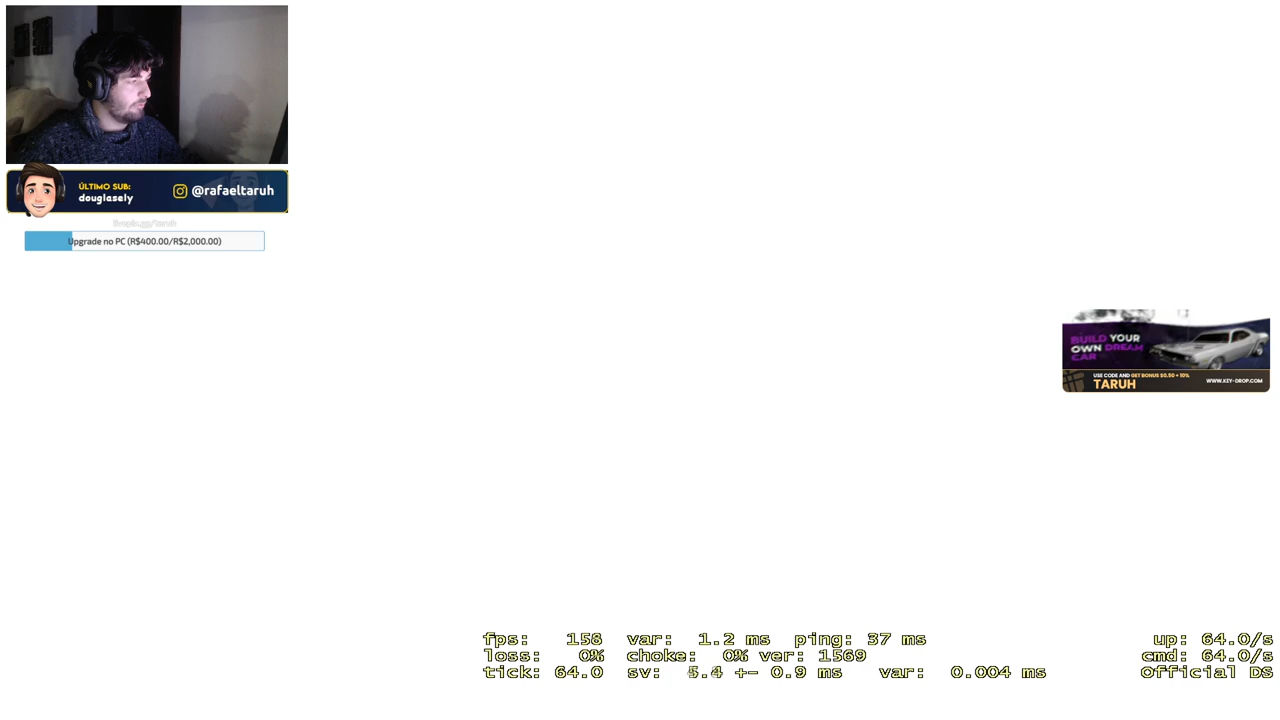 ÚLTIMO SUB:
douglasely
@rafaeltaruh
Upgrade no PC (R$400.00/R$2,000.00)
BUILD YOUR
OWN DREAM
CAR
USE CODE AND GET BONUS $0.50 + 10%
TARUH
WWW.KEY-DROP.COM
fps: 158 var: 1.2 ms ping: 37 ms up: 64.0/s
loss: 0% choke: 0% ver: 1569 cmd: 64.0/s
tick: 64.0 sv: 5.4 +- 0.9 ms var: 0.004 ms Official DS